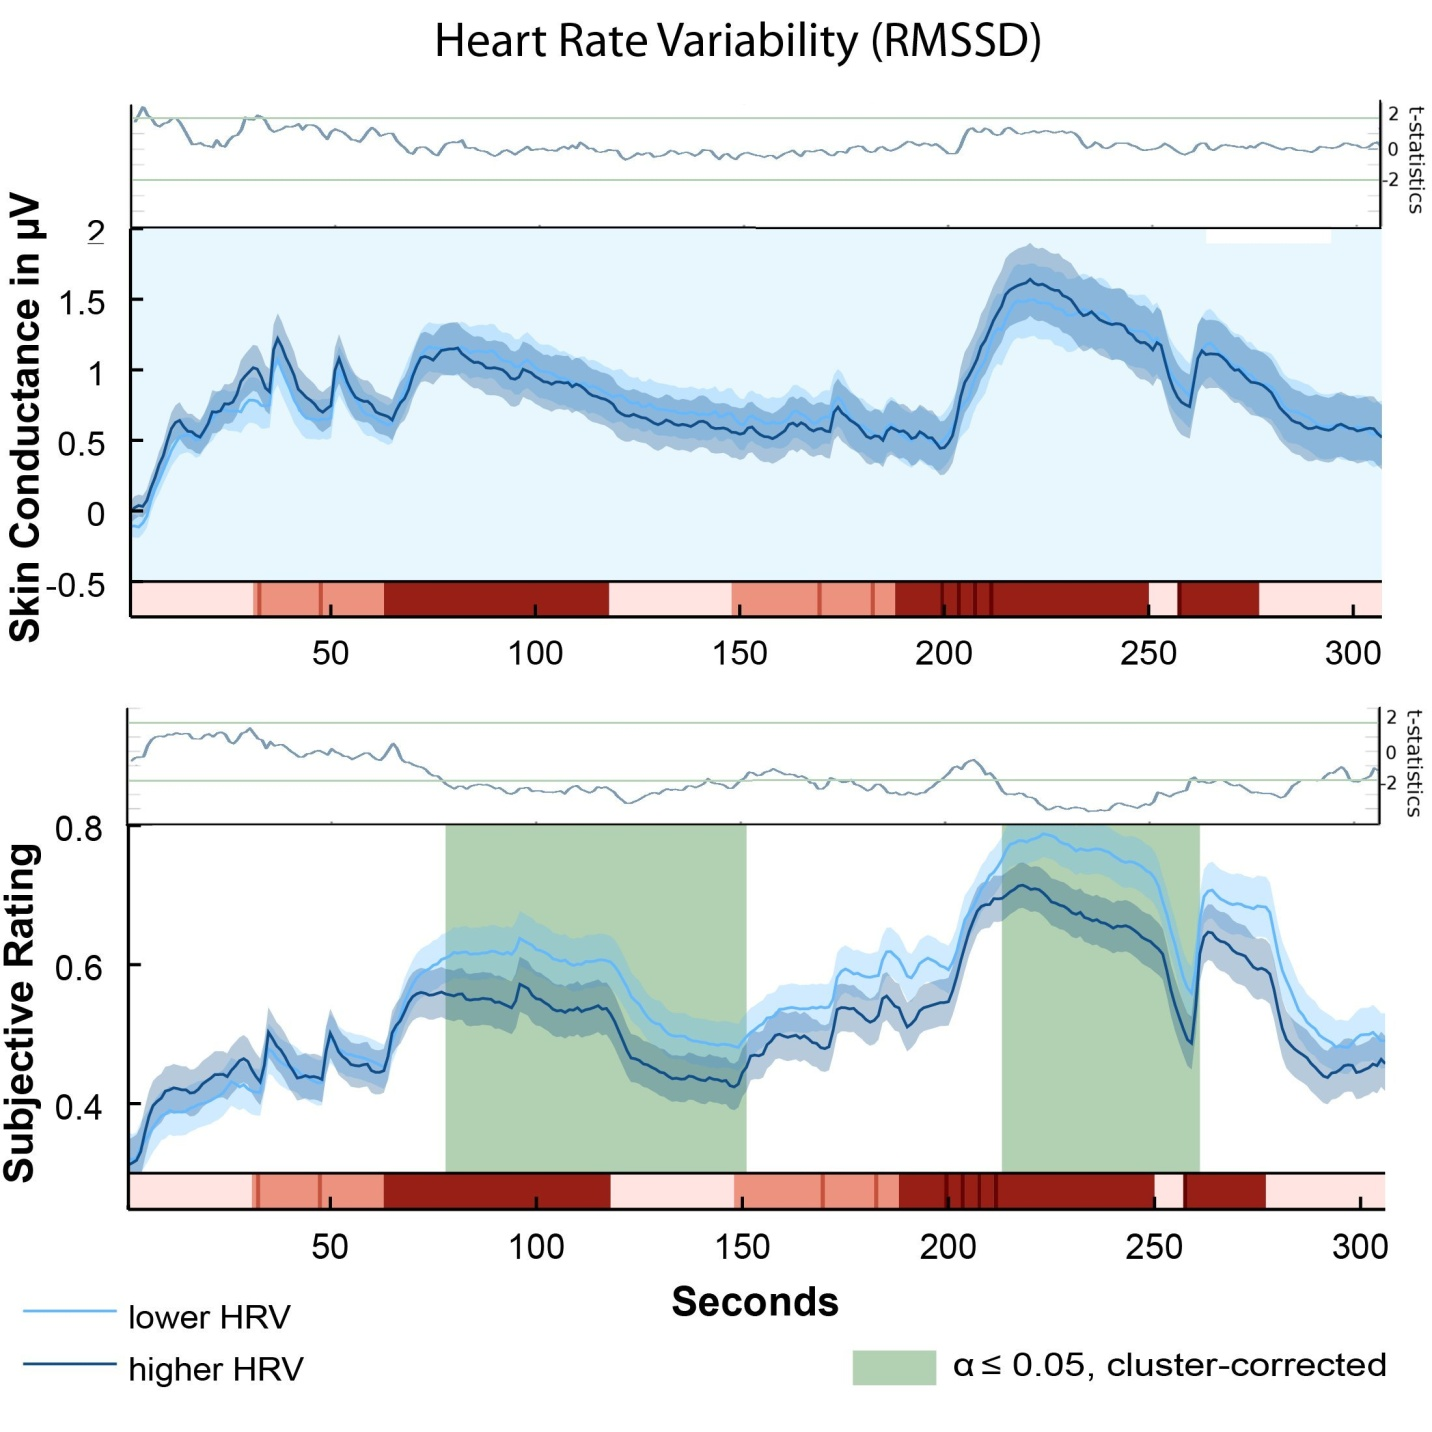 Heart Rate Variability (RMSSD)
2
0
-2
t-statistics
Skin Conductance in µV
2
1.5
1
0.5
0
-0.5
50 100 150 200 250 300
2
0
-2
t-statistics
Subjective Rating
0.8
0.6
0.4
50 100 150 200 250 300
Seconds
lower HRV
higher HRV
α ≤ 0.05, cluster-corrected